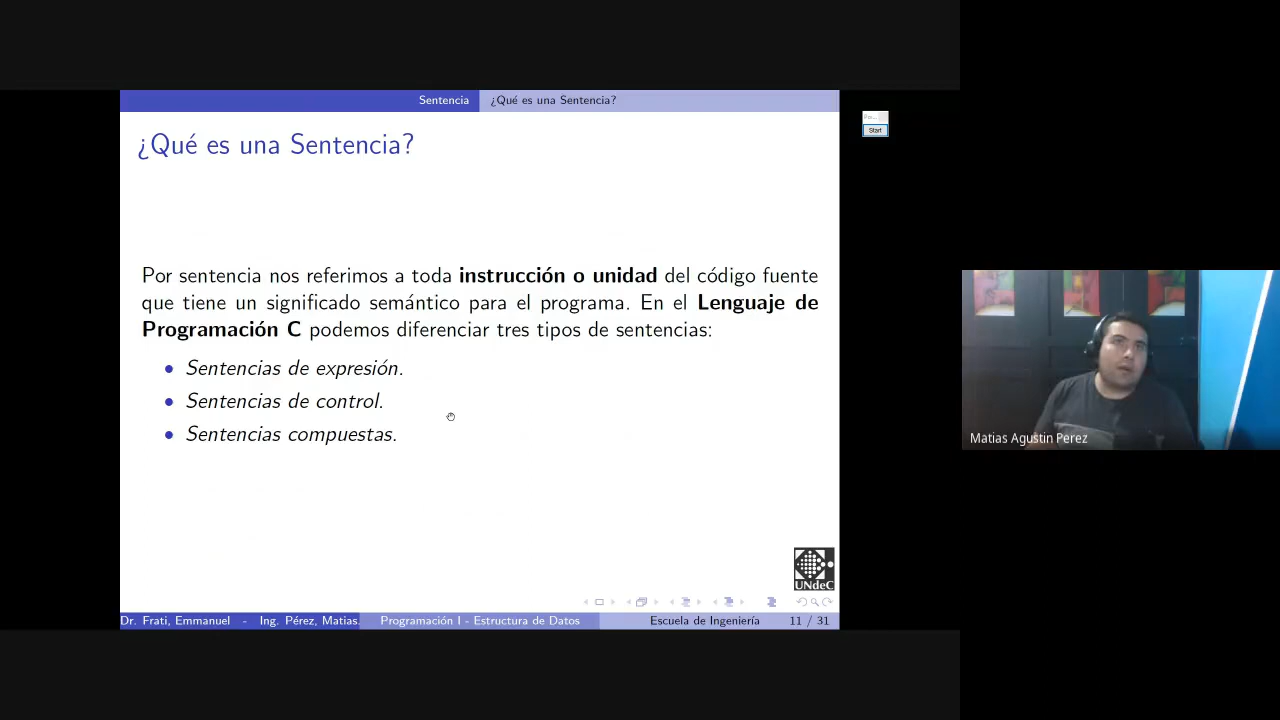 Sentencia ¿Qué es una Sentencia?
¿Qué es una Sentencia?
Por sentencia nos referimos a toda instrucción o unidad del código fuente
que tiene un significado semántico para el programa. En el Lenguaje de
Programación C podemos diferenciar tres tipos de sentencias:
Sentencias de expresión.
Sentencias de control.
Sentencias compuestas.
UNdeC
Dr. Frati, Emmanuel - Ing. Pérez, Matias. Programación I - Estructura de Datos Escuela de Ingeniería 11 / 31
Start
Matias Agustin Perez